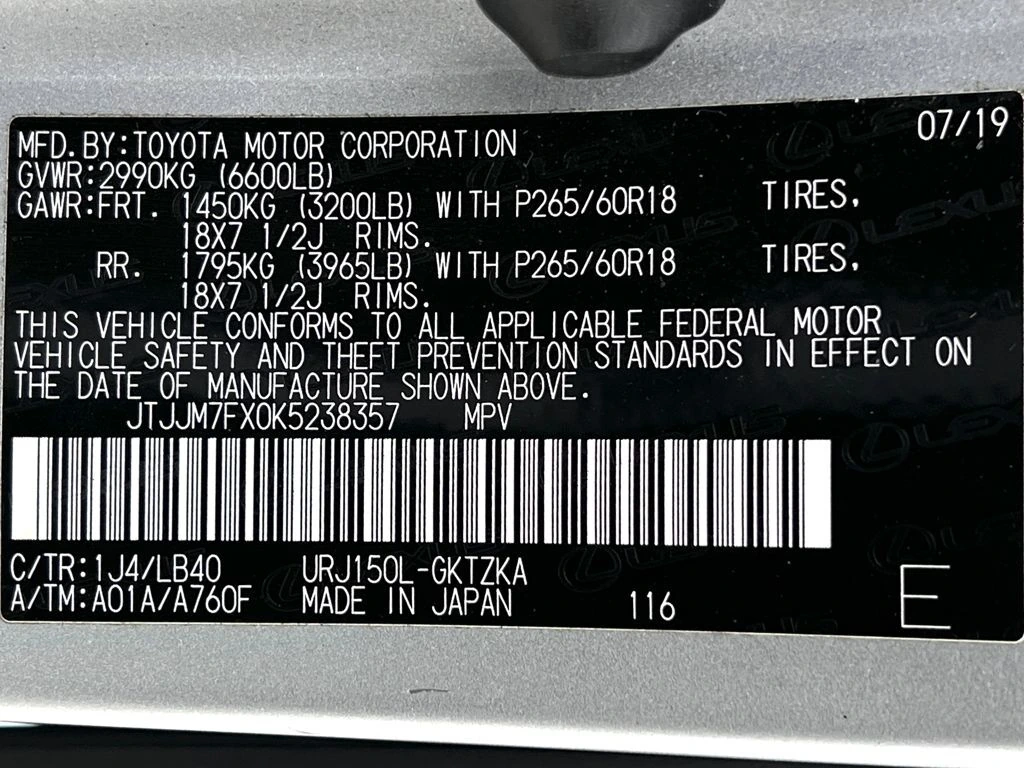 07/19
MFD.BY:TOYOTA MOTOR CORPORATION
GVWR:2990KG (6600LB)
GAWR:FRT. 1450KG (3200LB) WITH P265/60R18 TIRES,
18X7 1/2J RIMS.
RR. 1795KG (3965LB) WITH P265/60R18 TIRES,
18X7 1/2J RIMS.
THIS VEHICLE CONFORMS TO ALL APPLICABLE FEDERAL MOTOR
VEHICLE SAFETY AND THEFT PREVENTION STANDARDS IN EFFECT ON
THE DATE OF MANUFACTURE SHOWN ABOVE.
JTJJM7FX0K5238357 MPV
C/TR:1J4/LB40 URJ150L-GKTZKA
A/TM:A01A/A760F MADE IN JAPAN 116 E
LEXUS